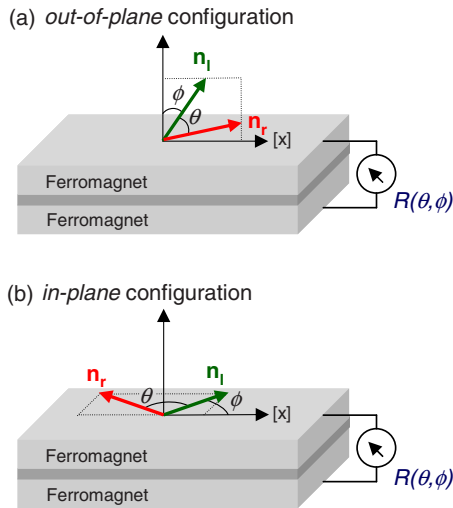 (a) out-of-plane configuration
n_l
ϕ
θ
n_r
[x]
Ferromagnet
Ferromagnet
R(θ,ϕ)
(b) in-plane configuration
n_r
n_l
θ
ϕ
[x]
Ferromagnet
Ferromagnet
R(θ,ϕ)